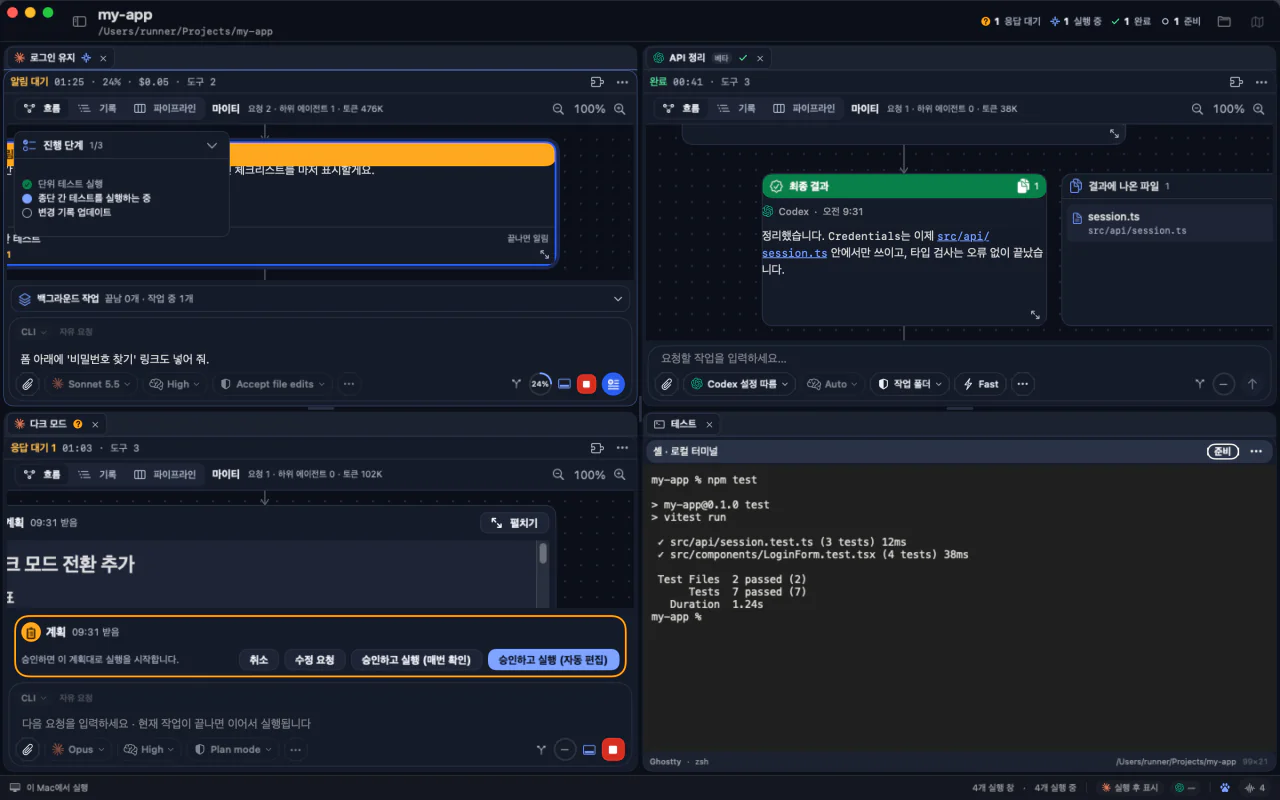 my-app
/Users/runner/Projects/my-app
1 응답 대기 1 실행 중 1 완료 1 준비
로그인 유지
알림 대기 01:25 · 24% · $0.05 · 도구 2
흐름 기록 파이프라인 마이티 요청 2 · 하위 에이전트 1 · 토큰 476K 100%
진행 단계 1/3
체크리스트를 마저 표시할게요.
단위 테스트 실행
종단 간 테스트를 실행하는 중
변경 기록 업데이트
테스트 끝나면 알림
1
백그라운드 작업 끝남 0개 · 작업 중 1개
CLI 자유 요청
폼 아래에 '비밀번호 찾기' 링크도 넣어 줘.
Sonnet 5.5 High Accept file edits ··· 24%
API 정리 베타
완료 00:41 · 도구 3
흐름 기록 파이프라인 마이티 요청 1 · 하위 에이전트 0 · 토큰 38K 100%
최종 결과 1
Codex · 오전 9:31
정리했습니다. Credentials는 이제 src/api/
session.ts 안에서만 쓰이고, 타입 검사는 오류 없이 끝났습
니다.
결과에 나온 파일 1
session.ts
src/api/session.ts
요청할 작업을 입력하세요...
Codex 설정 따름 Auto 작업 폴더 Fast ···
다크 모드
응답 대기 1 01:03 · 도구 3
흐름 기록 파이프라인 마이티 요청 1 · 하위 에이전트 0 · 토큰 102K 100%
계획 09:31 받음 펼치기
크 모드 전환 추가
표
계획 09:31 받음
승인하면 이 계획대로 실행을 시작합니다. 취소 수정 요청 승인하고 실행 (매번 확인) 승인하고 실행 (자동 편집)
CLI 자유 요청
다음 요청을 입력하세요 · 현재 작업이 끝나면 이어서 실행됩니다
Opus High Plan mode ···
테스트
셸 · 로컬 터미널 준비
my-app % npm test
> my-app@0.1.0 test
> vitest run
✓ src/api/session.test.ts (3 tests) 12ms
✓ src/components/LoginForm.test.tsx (4 tests) 38ms
Test Files 2 passed (2)
Tests 7 passed (7)
Duration 1.24s
my-app %
Ghostty · zsh /Users/runner/Projects/my-app 99×21
이 Mac에서 실행 4개 실행 창 · 4개 실행 중 실행 후 표시 — 4